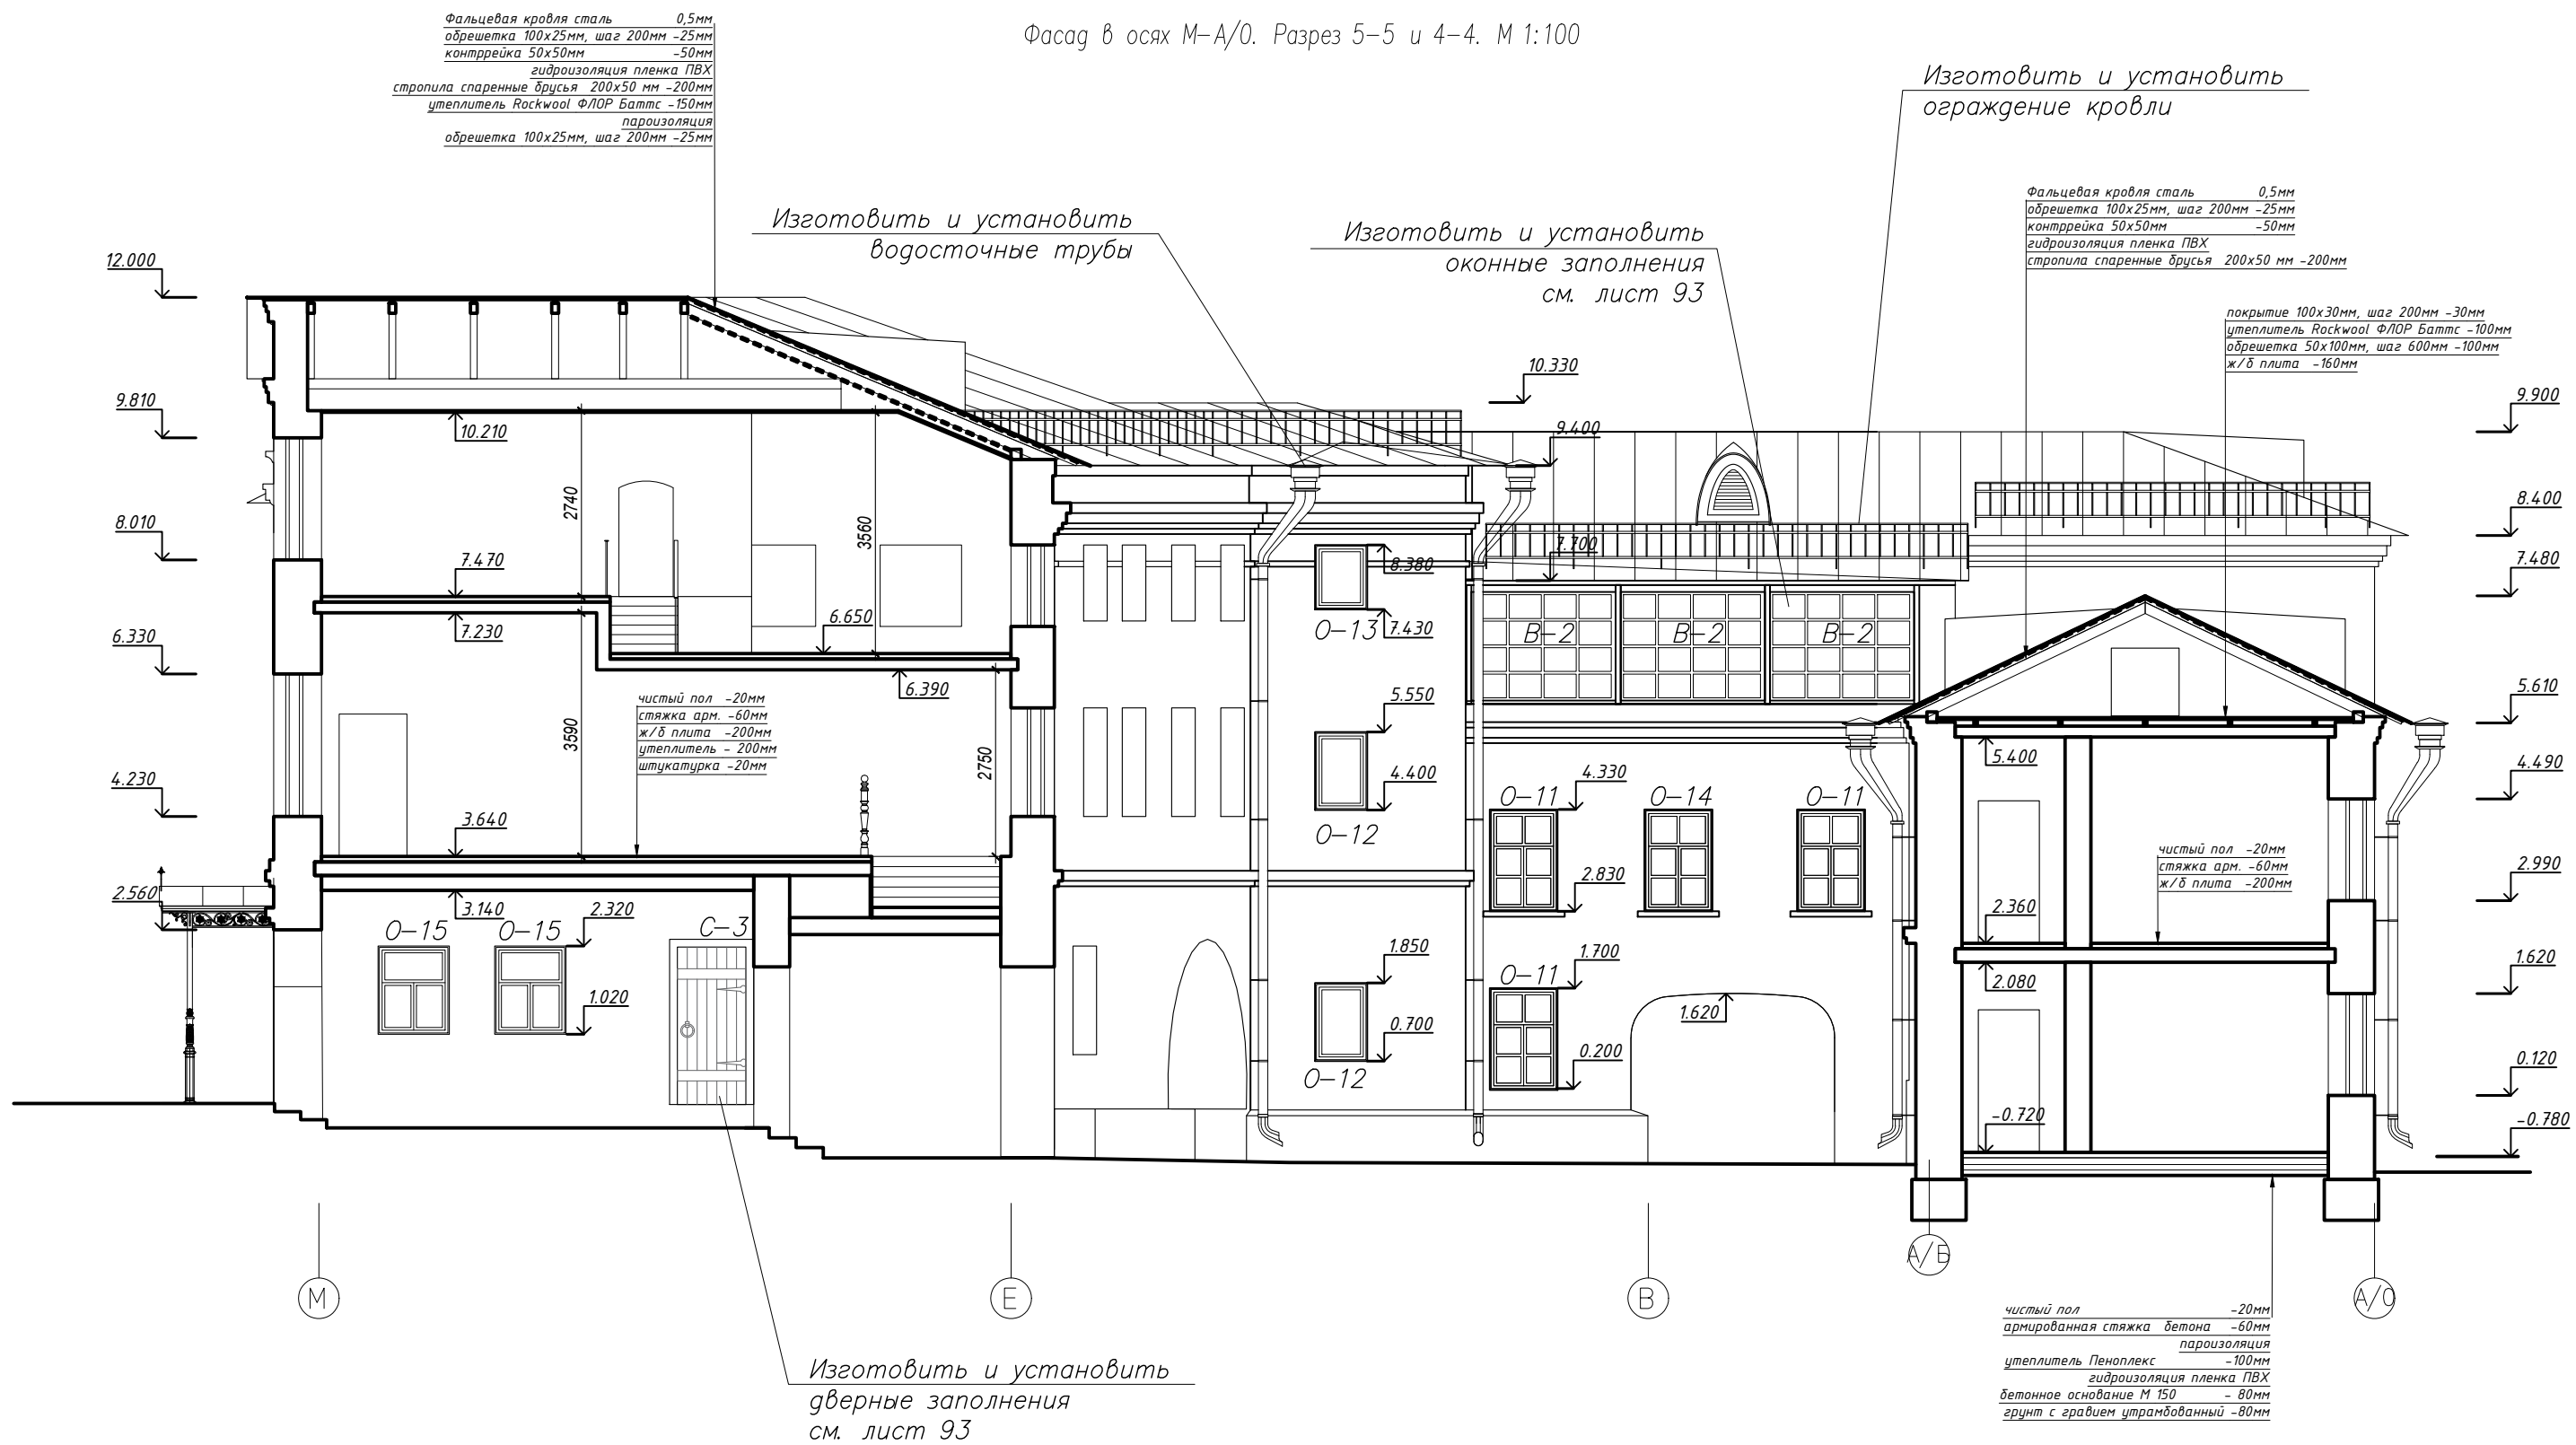 Фасад в осях М-А/0. Разрез 5-5 и 4-4. М 1:100
Фальцевая кровля сталь 0,5мм
обрешетка 100х25мм, шаг 200мм -25мм
контррейка 50х50мм -50мм
гидроизоляция пленка ПВХ
стропила спаренные брусья 200х50 мм -200мм
утеплитель Rockwool ФЛОР Баттс -150мм
пароизоляция
обрешетка 100х25мм, шаг 200мм -25мм
Изготовить и установить
ограждение кровли
Изготовить и установить
водосточные трубы
Изготовить и установить
оконные заполнения
см. лист 93
Фальцевая кровля сталь 0,5мм
обрешетка 100х25мм, шаг 200мм -25мм
контррейка 50х50мм -50мм
гидроизоляция пленка ПВХ
стропила спаренные брусья 200х50 мм -200мм
покрытие 100х30мм, шаг 200мм -30мм
утеплитель Rockwool ФЛОР Баттс -100мм
обрешетка 50х100мм, шаг 600мм -100мм
ж/б плита -160мм
12.000
9.810
8.010
6.330
4.230
2.560
10.210
2740
3560
7.470
7.230
6.650
6.390
3590
2750
чистый пол -20мм
стяжка арм. -60мм
ж/б плита -200мм
утеплитель - 200мм
штукатурка -20мм
3.640
3.140
О-15
О-15
С-3
2.320
1.020
10.330
9.400
7.700
8.380
О-13
7.430
В-2
В-2
В-2
5.550
4.400
О-12
О-11
4.330
О-14
О-11
2.830
1.850
0.700
О-12
О-11
1.700
0.200
1.620
5.400
2.360
2.080
-0.720
чистый пол -20мм
стяжка арм. -60мм
ж/б плита -200мм
9.900
8.400
7.480
5.610
4.490
2.990
1.620
0.120
-0.780
М
Е
В
А/Б
А/0
Изготовить и установить
дверные заполнения
см. лист 93
чистый пол -20мм
армированная стяжка бетона -60мм
пароизоляция
утеплитель Пеноплекс -100мм
гидроизоляция пленка ПВХ
бетонное основание М 150 - 80мм
грунт с гравием утрамбованный -80мм